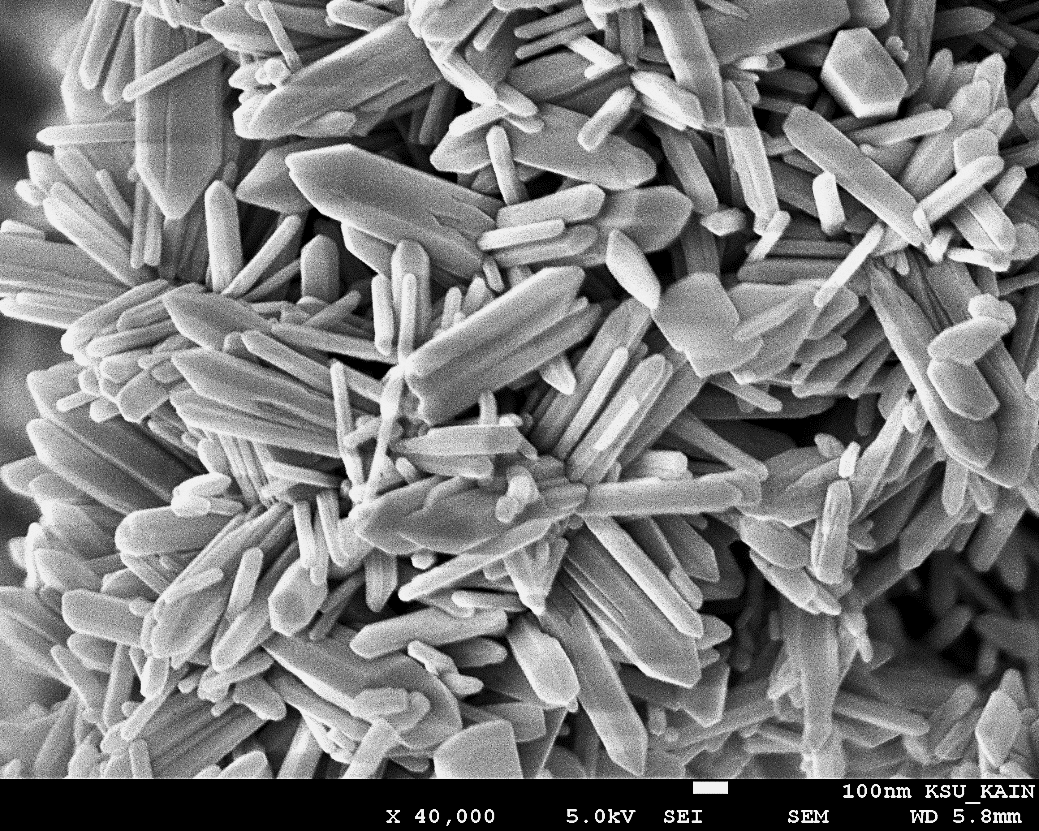 100nm KSU_KAIN
X 40,000 5.0kV SEI SEM WD 5.8mm